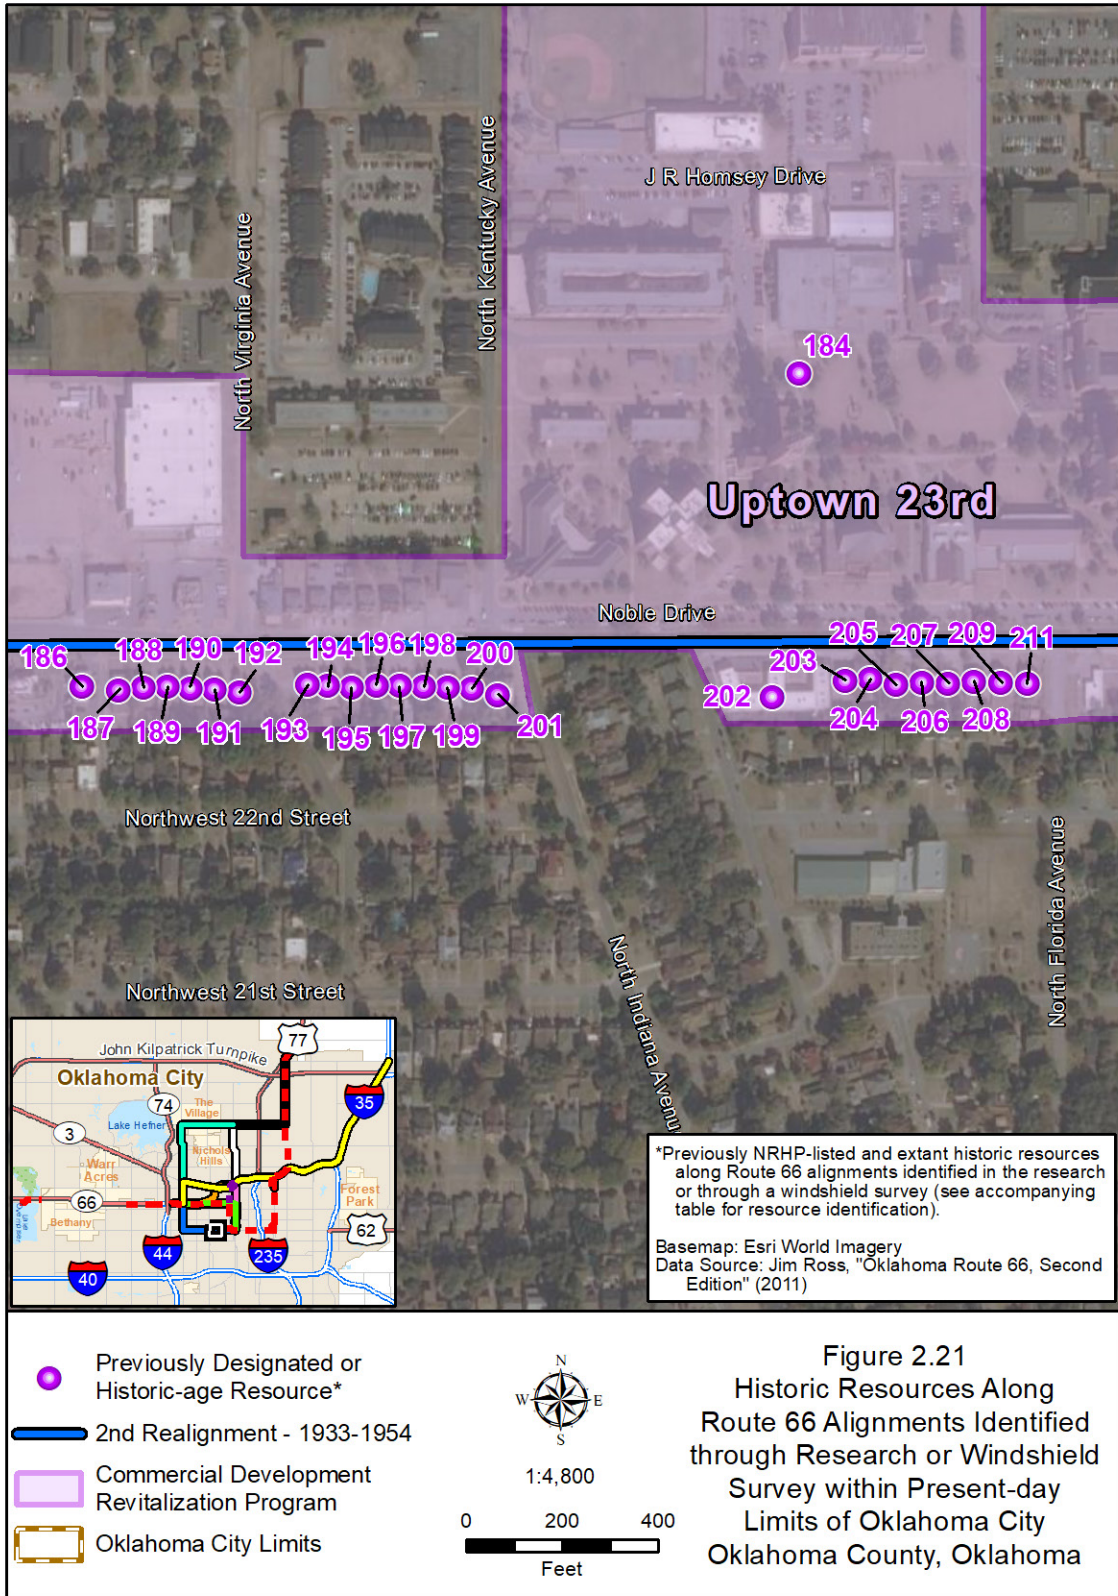 J R Homsey Drive
North Virginia Avenue
North Kentucky Avenue
184
Uptown 23rd
Noble Drive
186
188
190
192
194
196
198
200
205
207
209
211
203
202
187
189
191
193
195
197
199
201
204
206
208
Northwest 22nd Street
Northwest 21st Street
North Indiana Avenu
North Florida Avenue
77
John Kilpatrick Turnpike
Oklahoma City
74
The
Village
35
Lake Hefner
3
Nichols
Hills
Warr
Acres
66
Forest
Park
Bethany
62
44
235
40
*Previously NRHP-listed and extant historic resources
along Route 66 alignments identified in the research
or through a windshield survey (see accompanying
table for resource identification).
Basemap: Esri World Imagery
Data Source: Jim Ross, "Oklahoma Route 66, Second
Edition" (2011)
Previously Designated or
Historic-age Resource*
2nd Realignment - 1933-1954
Commercial Development
Revitalization Program
Oklahoma City Limits
N
W E
S
1:4,800
0 200 400
Feet
Figure 2.21
Historic Resources Along
Route 66 Alignments Identified
through Research or Windshield
Survey within Present-day
Limits of Oklahoma City
Oklahoma County, Oklahoma